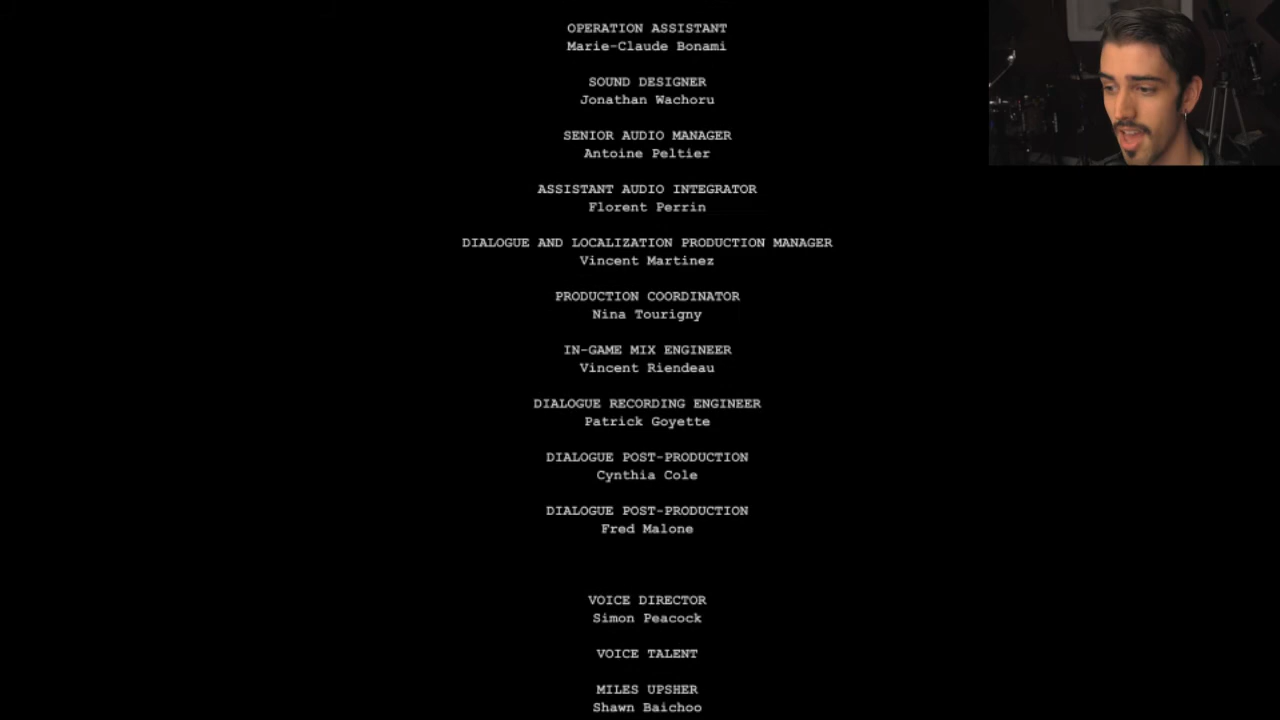 OPERATION ASSISTANT
Marie-Claude Bonami
SOUND DESIGNER
Jonathan Wachoru
SENIOR AUDIO MANAGER
Antoine Peltier
ASSISTANT AUDIO INTEGRATOR
Florent Perrin
DIALOGUE AND LOCALIZATION PRODUCTION MANAGER
Vincent Martinez
PRODUCTION COORDINATOR
Nina Tourigny
IN-GAME MIX ENGINEER
Vincent Riendeau
DIALOGUE RECORDING ENGINEER
Patrick Goyette
DIALOGUE POST-PRODUCTION
Cynthia Cole
DIALOGUE POST-PRODUCTION
Fred Malone
VOICE DIRECTOR
Simon Peacock
VOICE TALENT
MILES UPSHER
Shawn Baichoo